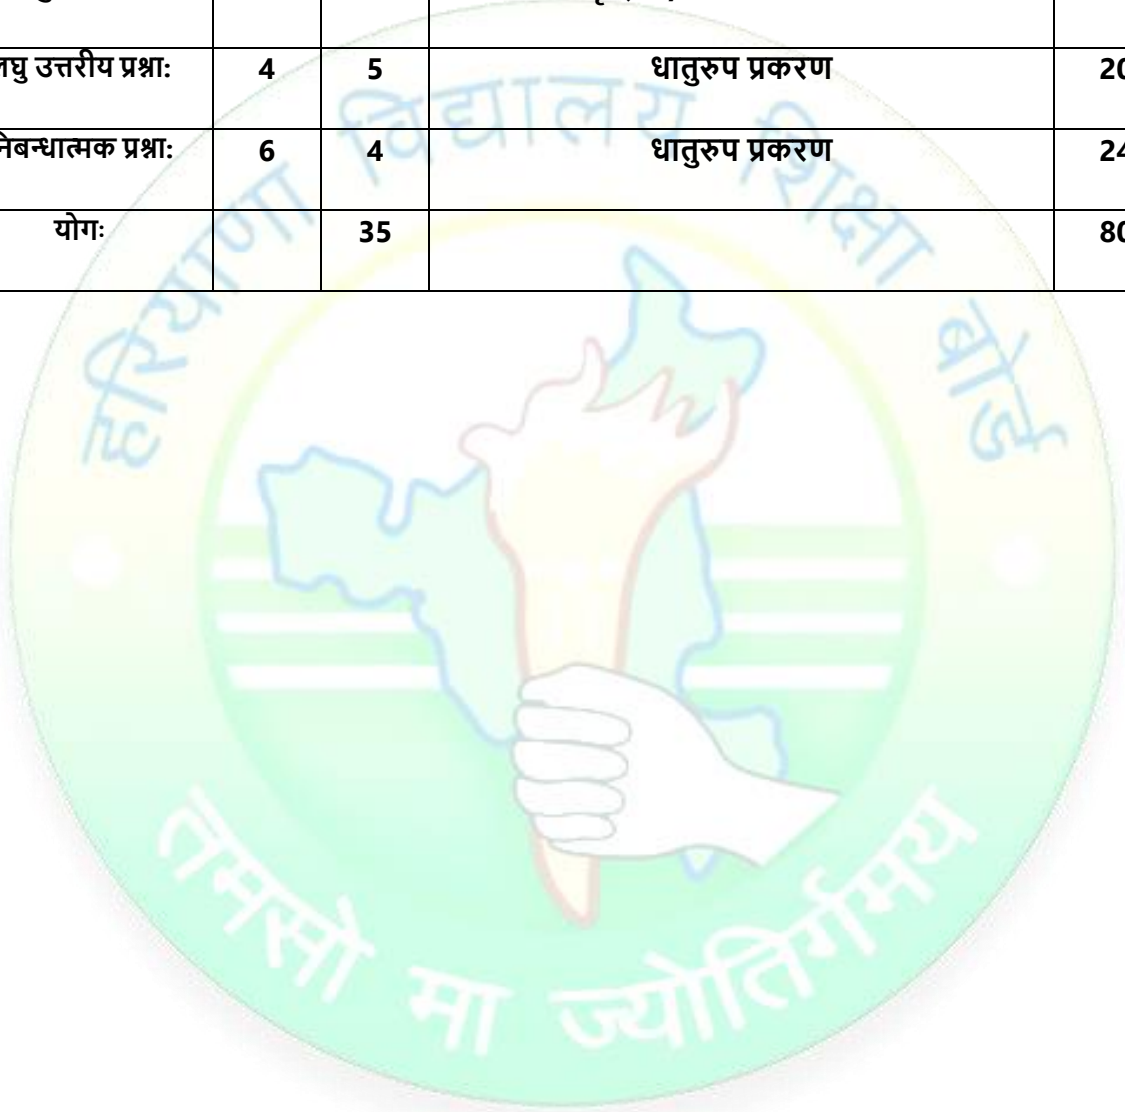 लघु उत्तरीय प्रश्ना: 4 5 धातुरुप प्रकरण 20
निबन्धात्मक प्रश्ना: 6 4 धातुरुप प्रकरण 24
योगः 35 80
हरियाणा विद्यालय शिक्षा बोर्ड
तमसो मा ज्योतिर्गमय